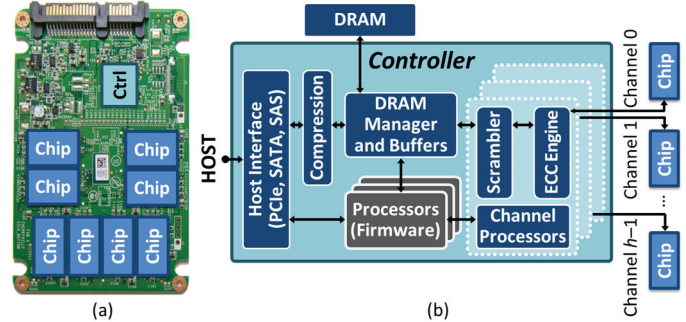 Ctrl
Chip
Chip
Chip
Chip
Chip
Chip
Chip
Chip
(a)
DRAM
Controller
HOST
Host Interface
(PCIe, SATA, SAS)
Compression
DRAM
Manager
and Buffers
Processors
(Firmware)
Scrambler
ECC Engine
Channel
Processors
Channel 0
Chip
Channel 1
Chip
...
Channel h−1
Chip
(b)